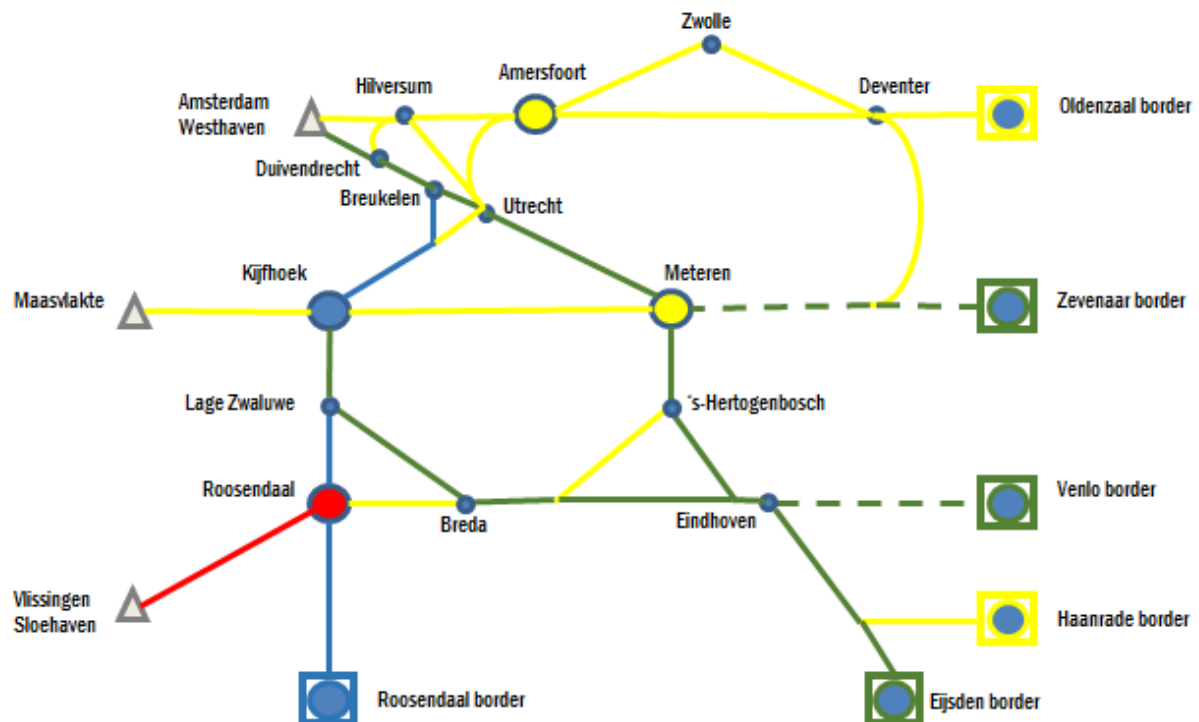 Zwolle
Hilversum
Amersfoort
Deventer
Amsterdam
Westhaven
Oldenzaal border
Duivendrecht
Breukelen
Utrecht
Kijfhoek
Meteren
Maasvlakte
Zevenaar border
Lage Zwaluwe
's-Hertogenbosch
Roosendaal
Venlo border
Breda
Eindhoven
Vlissingen
Sloehaven
Haanrade border
Roosendaal border
Eijsden border